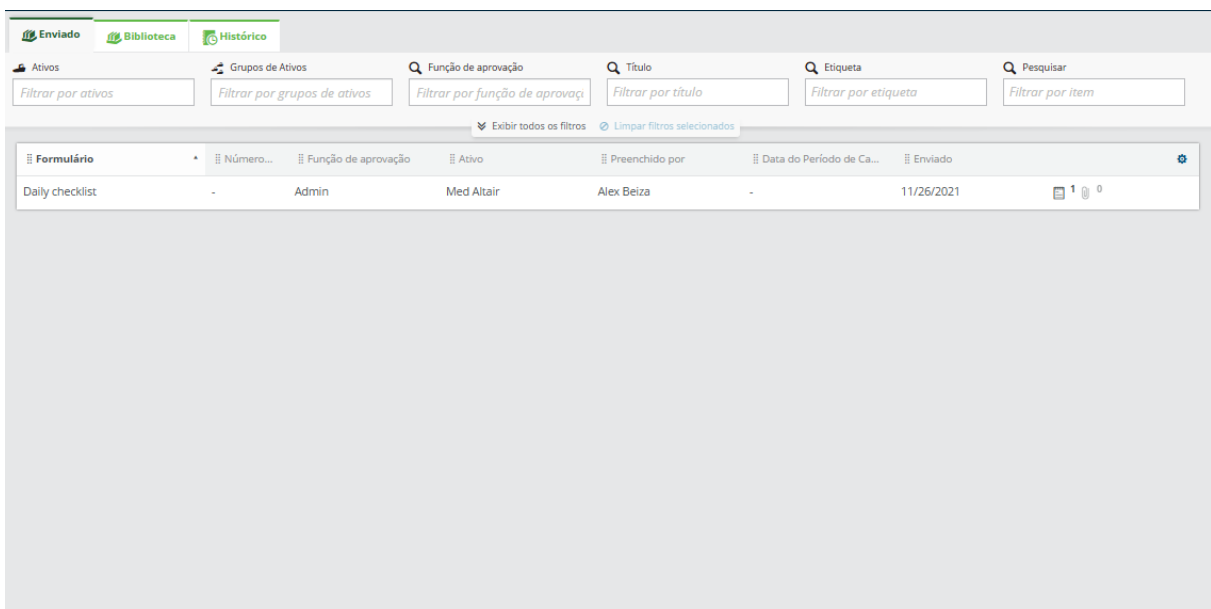 Enviado Biblioteca Histórico
Ativos Grupos de Ativos Função de aprovação Título Etiqueta Pesquisar
Filtrar por ativos Filtrar por grupos de ativos Filtrar por função de aprovaçã Filtrar por título Filtrar por etiqueta Filtrar por item
Exibir todos os filtros Limpar filtros selecionados
Formulário Número... Função de aprovação Ativo Preenchido por Data do Período de Ca... Enviado
Daily checklist - Admin Med Altair Alex Beiza - 11/26/2021 1 0